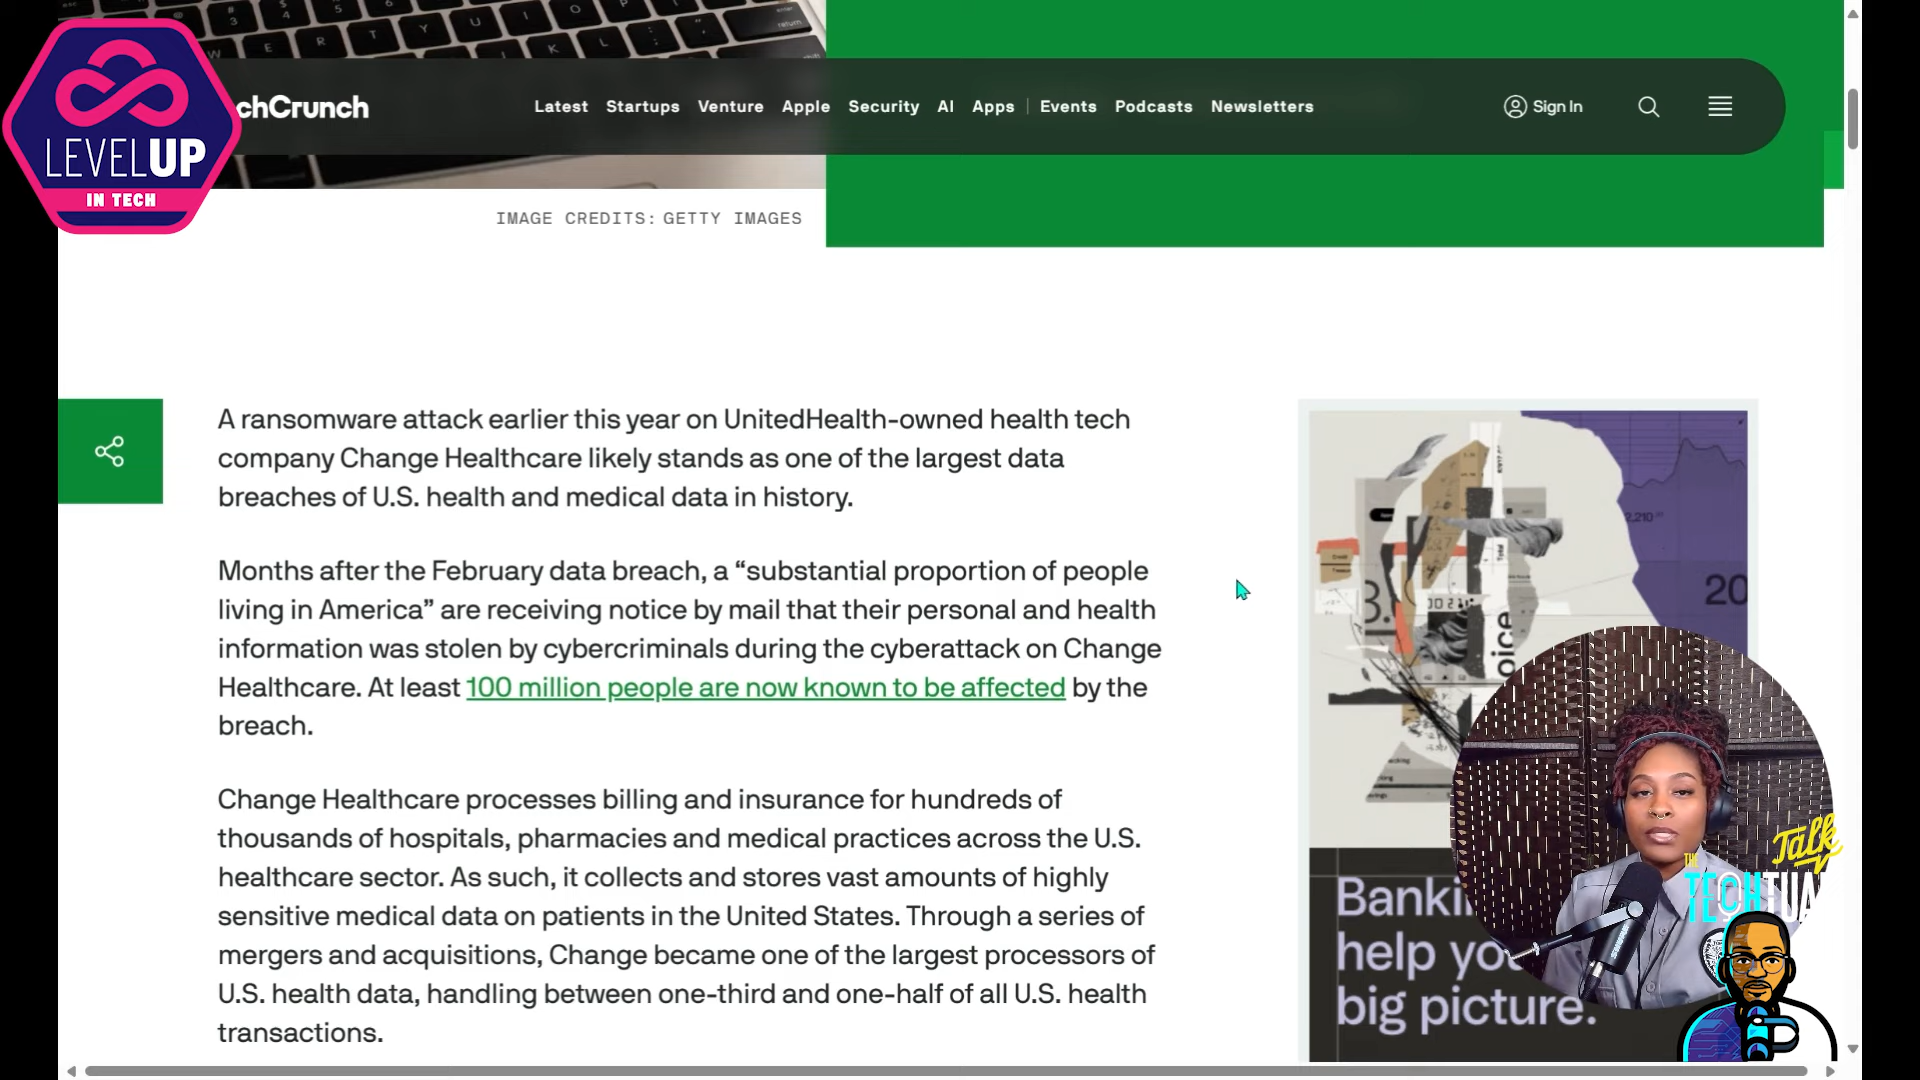 LEVELUP
IN TECH
chCrunch
Latest Startups Venture Apple Security AI Apps Events Podcasts Newsletters
Sign In
IMAGE CREDITS: GETTY IMAGES
A ransomware attack earlier this year on UnitedHealth-owned health tech
company Change Healthcare likely stands as one of the largest data
breaches of U.S. health and medical data in history.
Months after the February data breach, a “substantial proportion of people
living in America” are receiving notice by mail that their personal and health
information was stolen by cybercriminals during the cyberattack on Change
Healthcare. At least 100 million people are now known to be affected by the
breach.
Change Healthcare processes billing and insurance for hundreds of
thousands of hospitals, pharmacies and medical practices across the U.S.
healthcare sector. As such, it collects and stores vast amounts of highly
sensitive medical data on patients in the United States. Through a series of
mergers and acquisitions, Change became one of the largest processors of
U.S. health data, handling between one-third and one-half of all U.S. health
transactions.
2,210
20
oice
Banki
help yo
big picture.
THE
TECHTUA
Talk